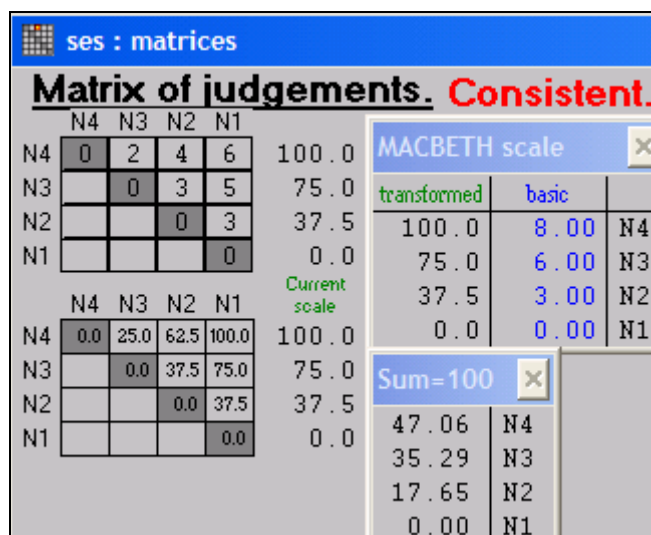 ses : matrices
Matrix of judgements. Consistent.
N4 N3 N2 N1
N4 0 2 4 6 100.0
N3 0 3 5 75.0
N2 0 3 37.5
N1 0 0.0
Current
scale
N4 N3 N2 N1
N4 0.0 25.0 62.5 100.0 100.0
N3 0.0 37.5 75.0 75.0
N2 0.0 37.5 37.5
N1 0.0 0.0
MACBETH scale
transformed basic
100.0 8.00 N4
75.0 6.00 N3
37.5 3.00 N2
0.0 0.00 N1
Sum=100
47.06 N4
35.29 N3
17.65 N2
0.00 N1